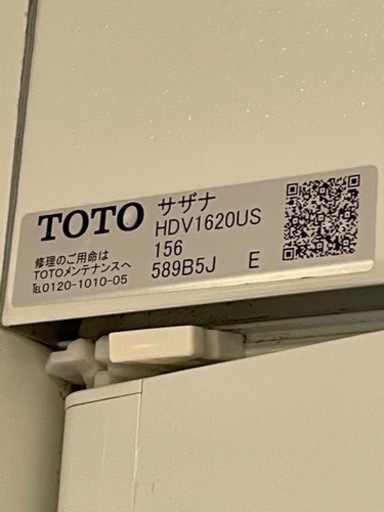 TOTO サザナ
HDV1620US
156
589B5J E
修理のご用命は
TOTOメンテナンスへ
℡0120-1010-05